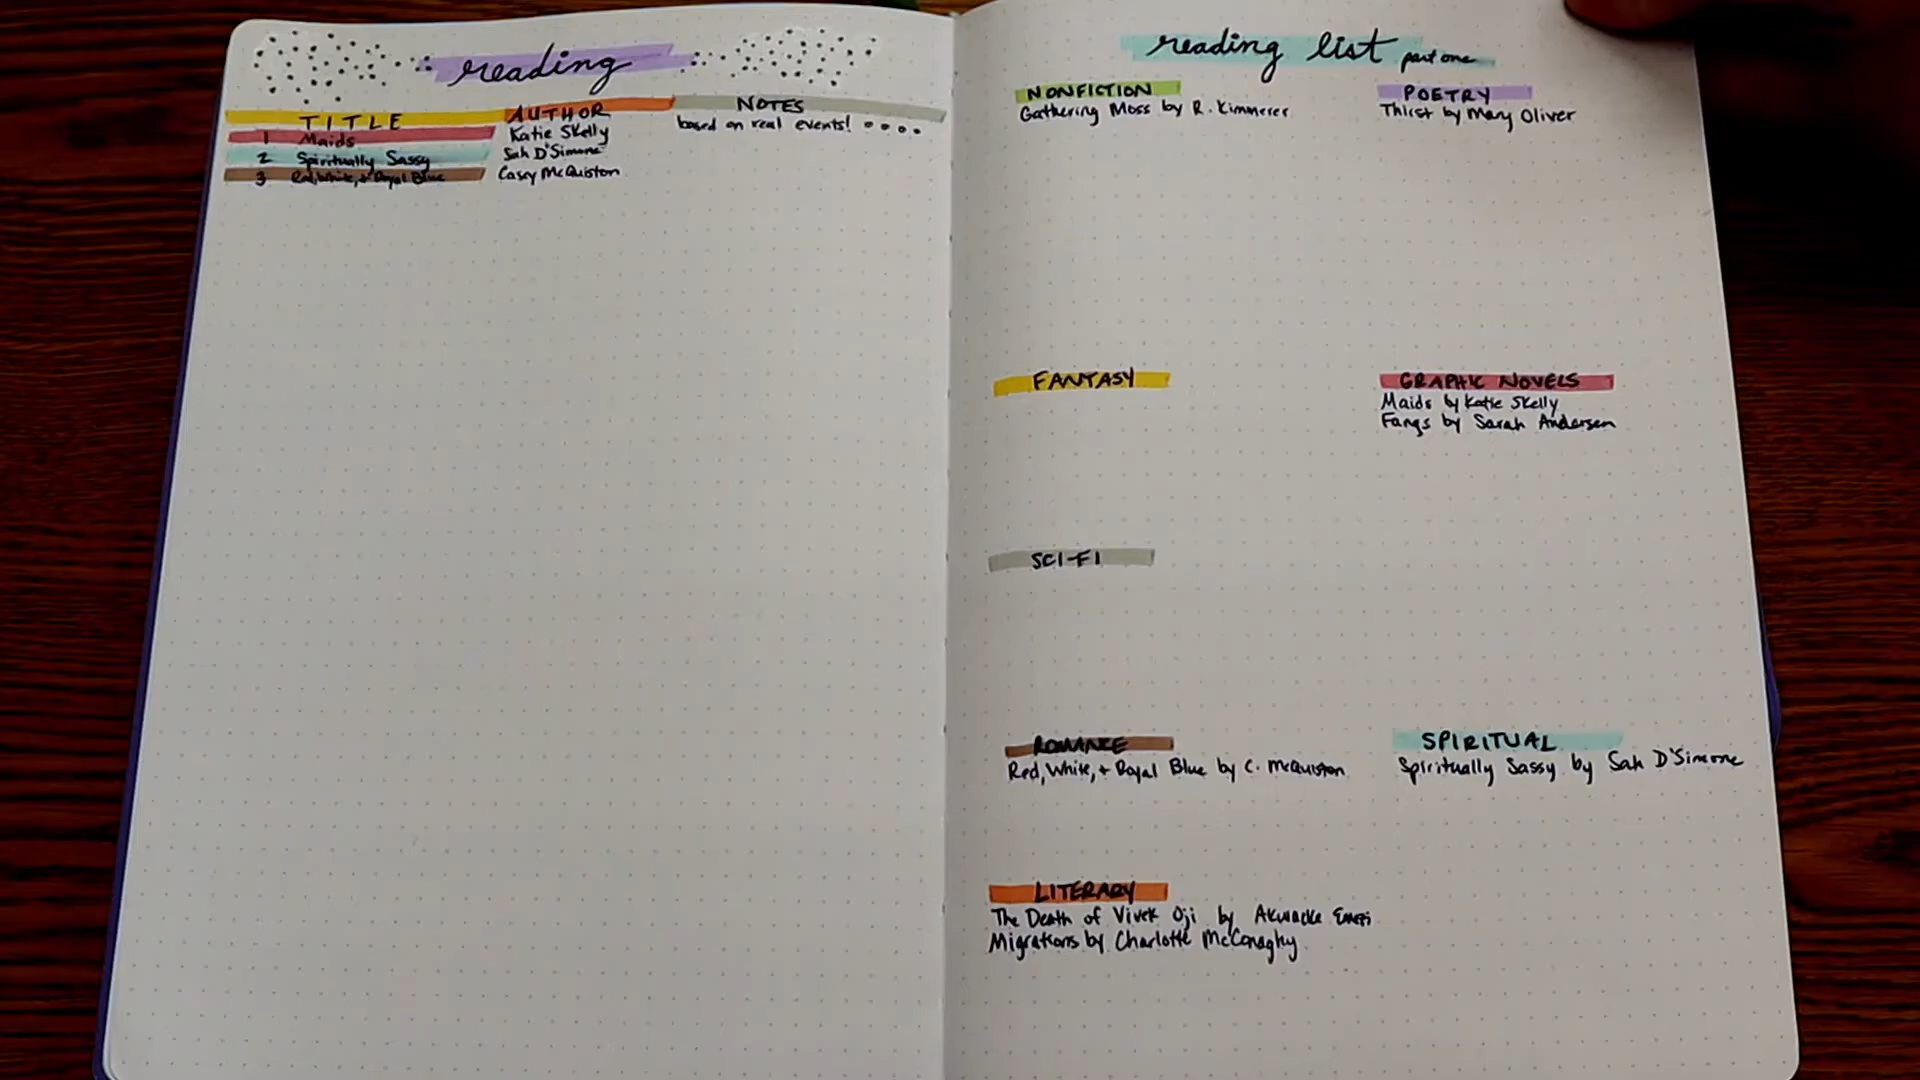 reading
TITLE AUTHOR NOTES
1 Maids Katie Skelly based on real events!
2 Spiritually Sassy Sah D'Simone
3 Red, White, + Royal Blue Casey McQuiston
reading list part one
NONFICTION
Gathering Moss by R. Kimmerer
POETRY
Thirst by Mary Oliver
FANTASY
GRAPHIC NOVELS
Maids by Katie Skelly
Fangs by Sarah Andersen
SCI-FI
ROMANCE
Red, White, + Royal Blue by C. McQuiston
SPIRITUAL
Spiritually Sassy by Sah D'Simone
LITERARY
The Death of Vivek Oji by Akwaeke Emezi
Migrations by Charlotte McConaghy